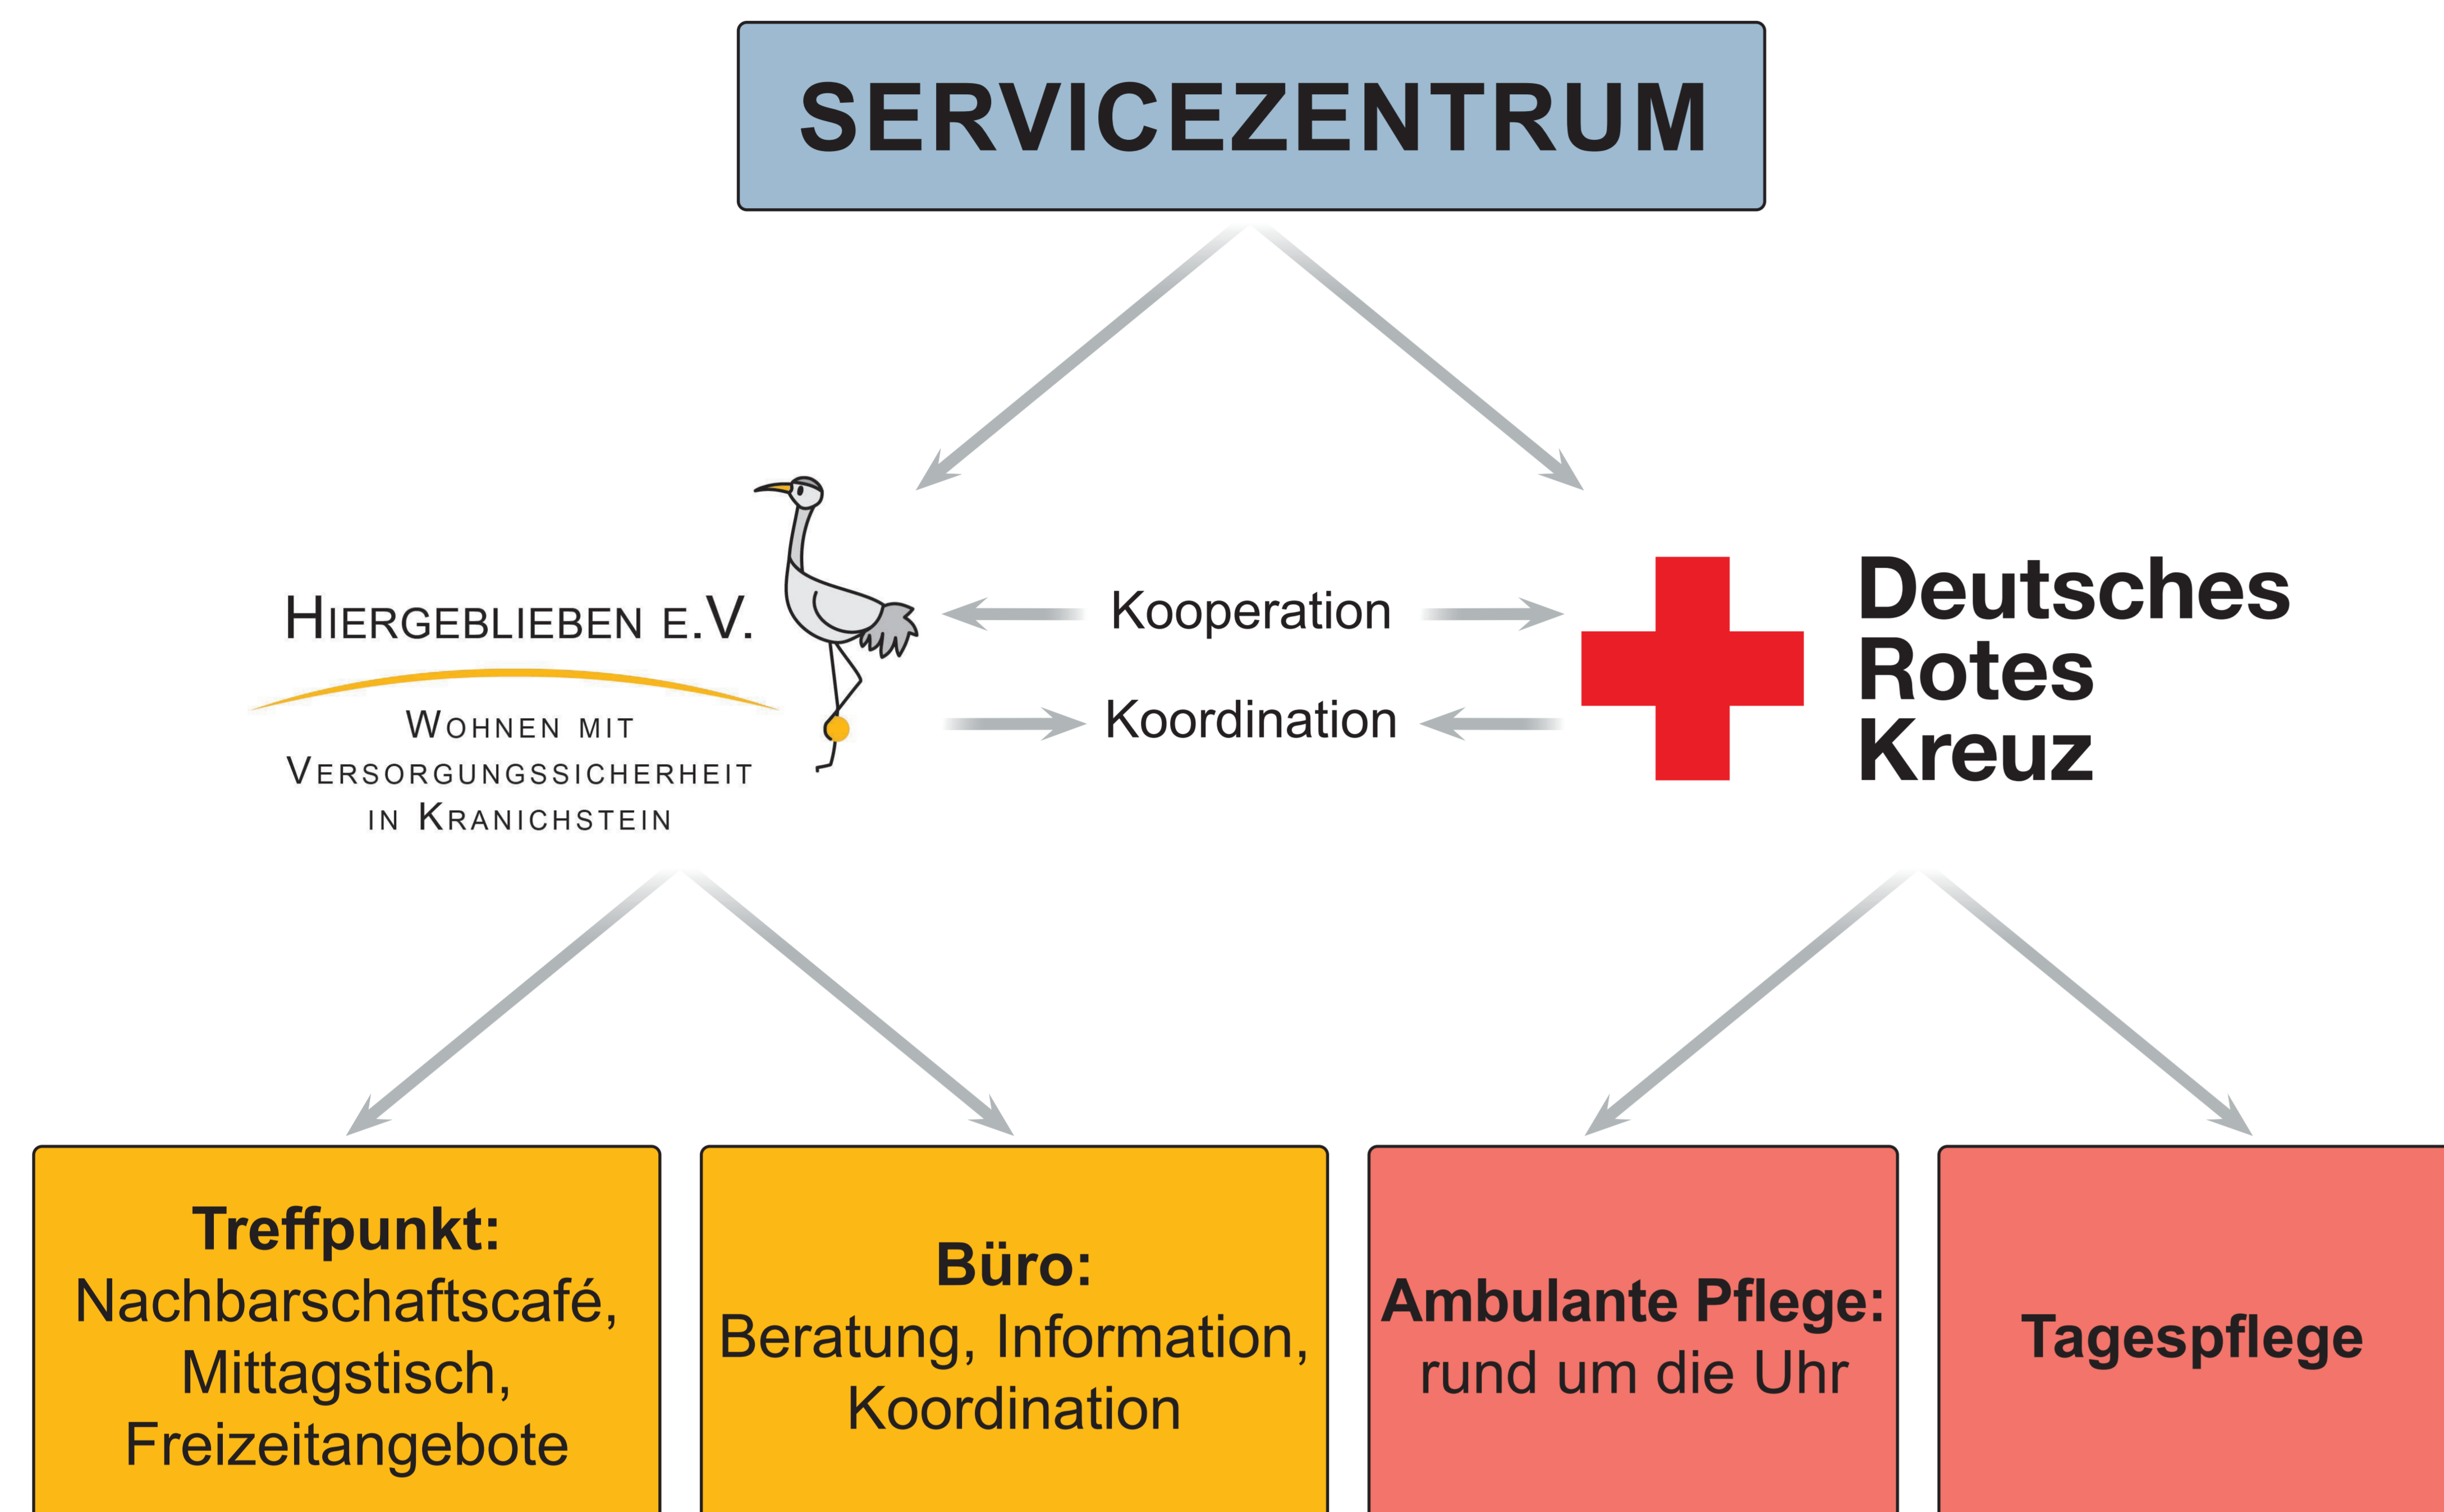 SERVICEZENTRUM
HIERGEBLIEBEN E.V.
WOHNEN MIT
VERSORGUNGSSICHERHEIT
IN KRANICHSTEIN
Kooperation
Koordination
Deutsches
Rotes
Kreuz
Treffpunkt:
Nachbarschaftscafé,
Mittagstisch,
Freizeitangebote
Büro:
Beratung, Information,
Koordination
Ambulante Pflege:
rund um die Uhr
Tagespflege